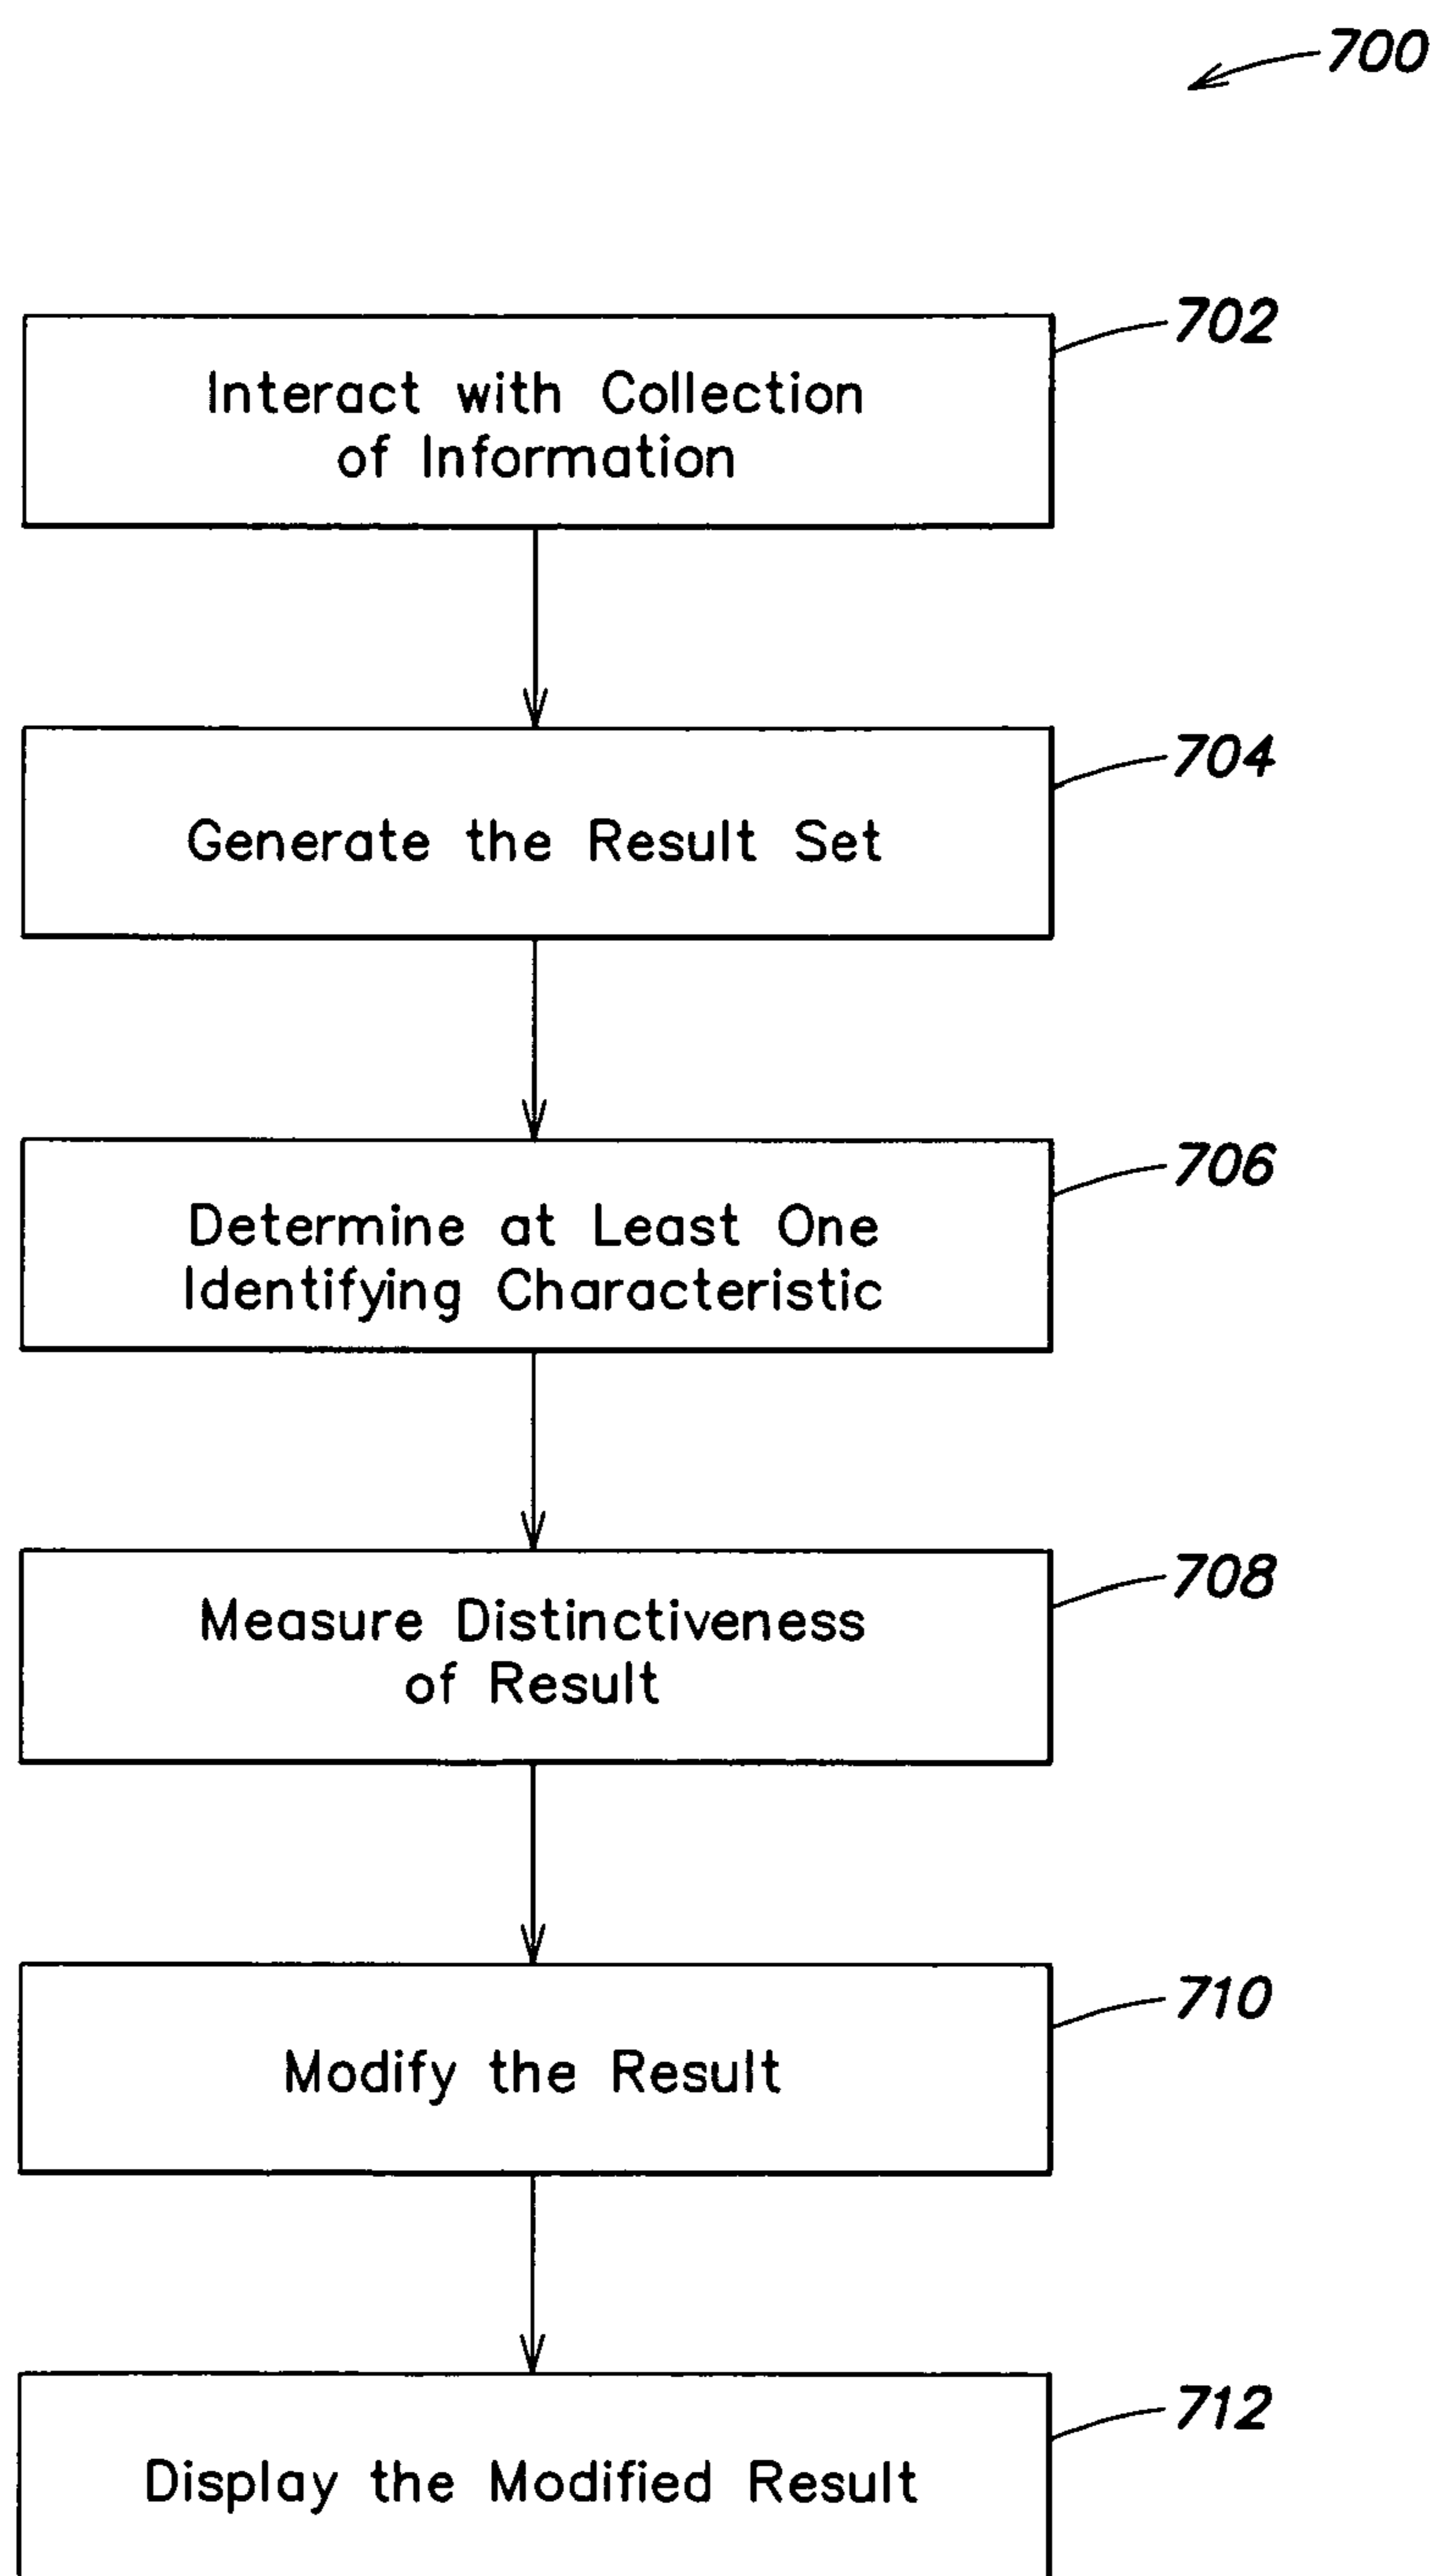 700
702
Interact with Collection
of Information
704
Generate the Result Set
706
Determine at Least One
Identifying Characteristic
708
Measure Distinctiveness
of Result
710
Modify the Result
712
Display the Modified Result